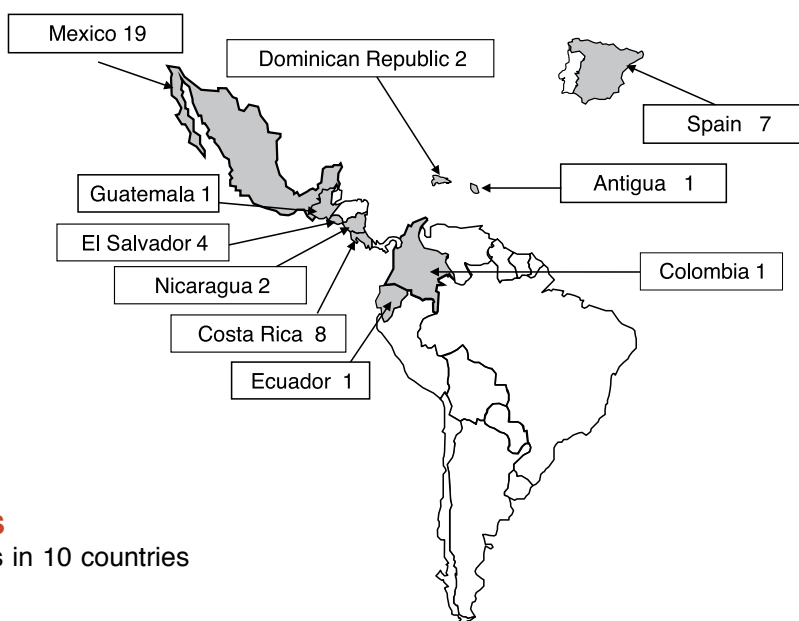 Mexico 19
Dominican Republic 2
Spain 7
Guatemala 1
Antigua 1
El Salvador 4
Nicaragua 2
Colombia 1
Costa Rica 8
Ecuador 1
s
s in 10 countries